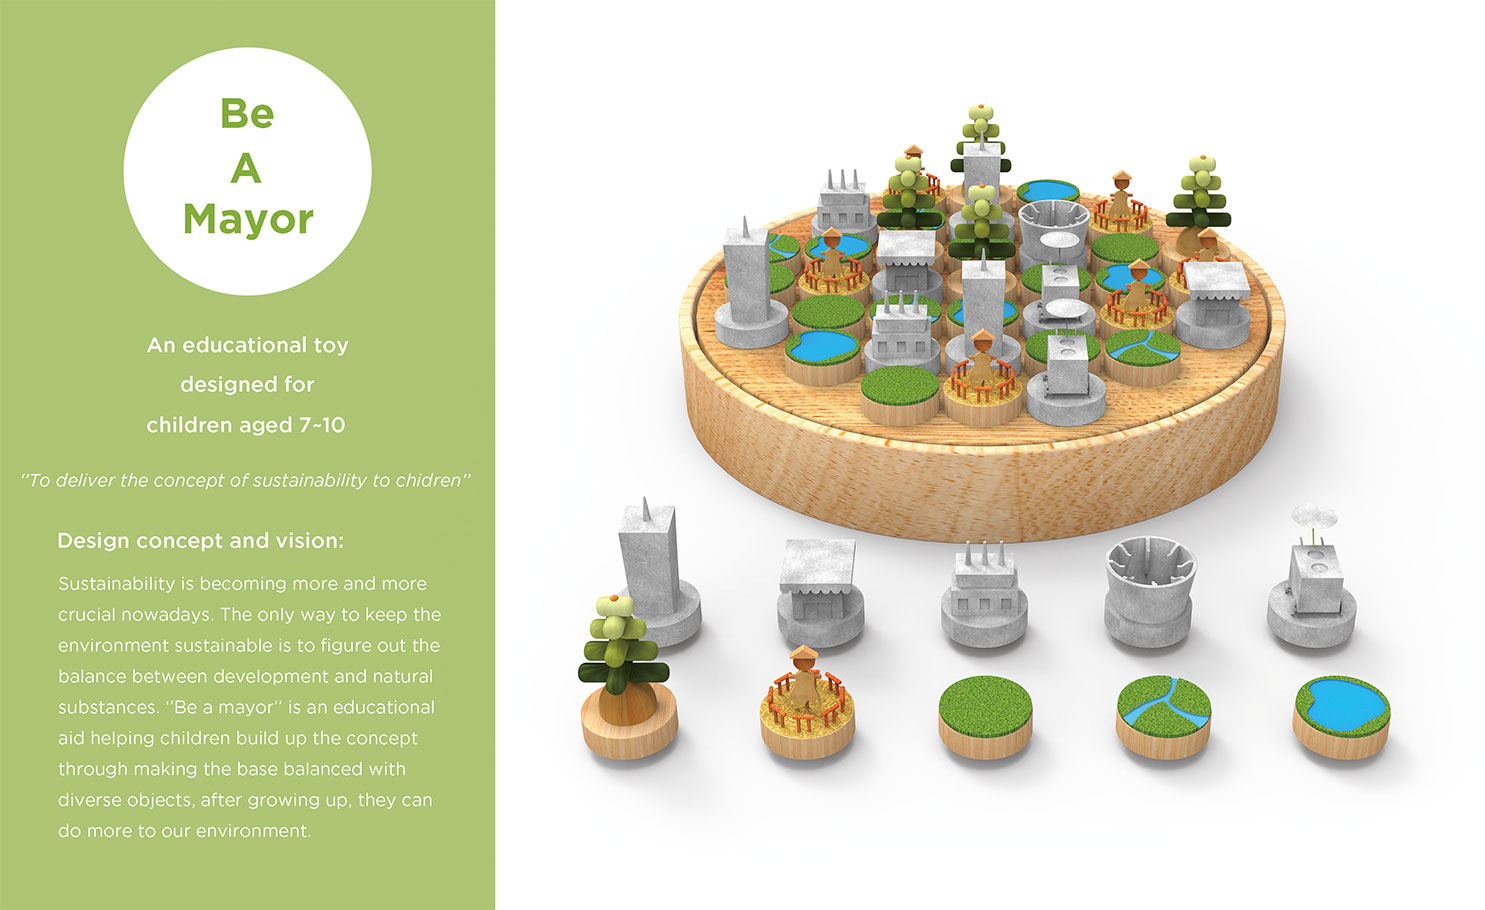 Be
A
Mayor
An educational toy
designed for
children aged 7~10
"To deliver the concept of sustainability to chidren"
Design concept and vision:
Sustainability is becoming more and more
crucial nowadays. The only way to keep the
environment sustainable is to figure out the
balance between development and natural
substances. "Be a mayor" is an educational
aid helping children build up the concept
through making the base balanced with
diverse objects, after growing up, they can
do more to our environment.